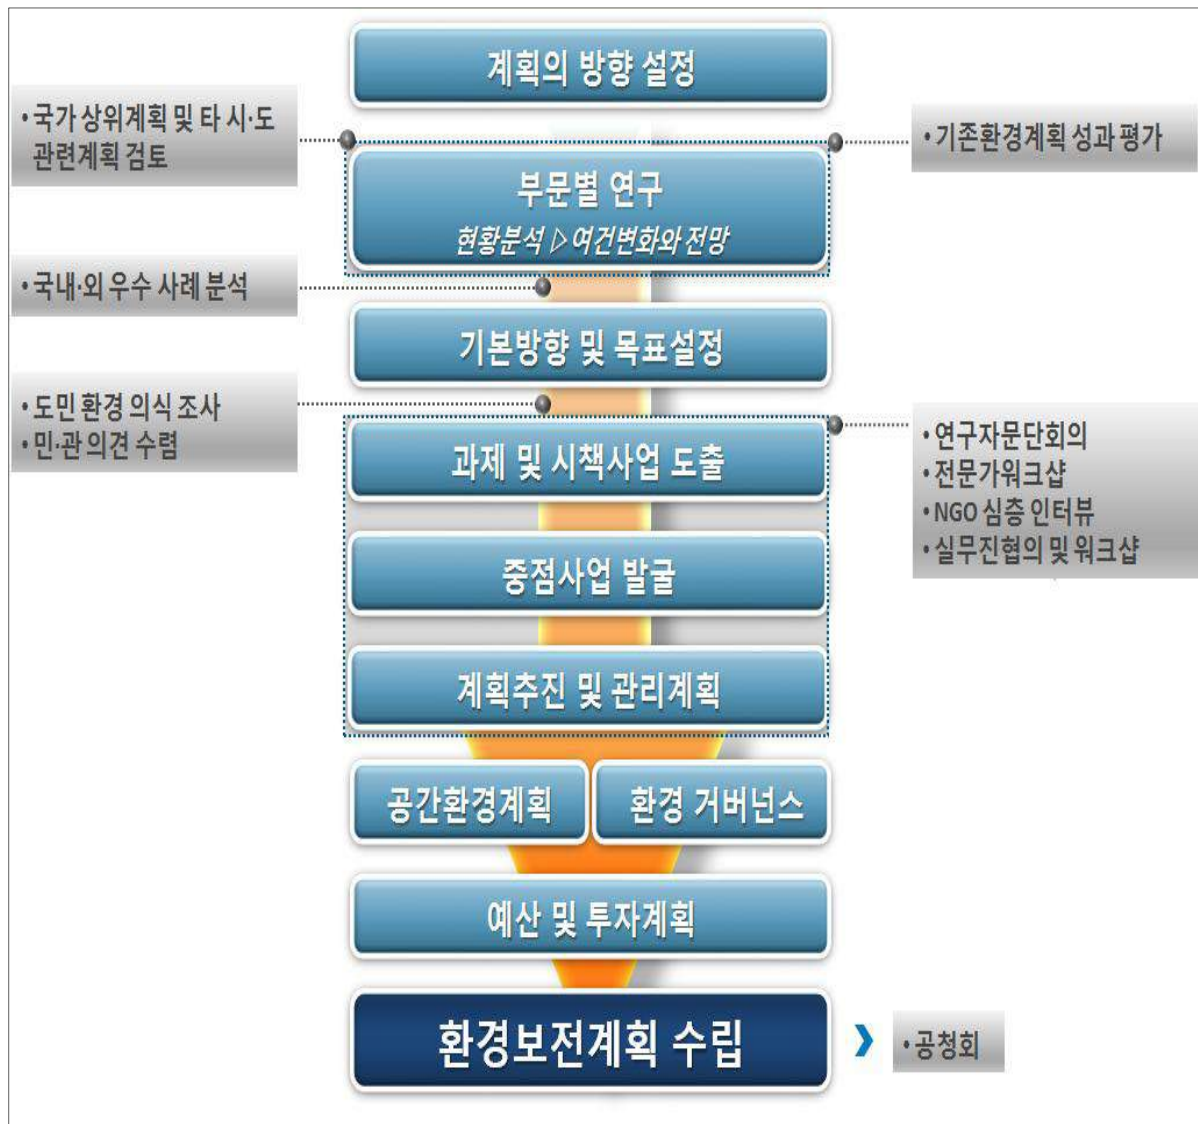 계획의 방향 설정
• 국가 상위계획 및 타 시·도
관련계획 검토
• 기존환경계획 성과 평가
부문별 연구
현황분석 ▷ 여건변화와 전망
• 국내·외 우수 사례 분석
기본방향 및 목표설정
• 도민 환경 의식 조사
• 민·관 의견 수렴
과제 및 시책사업 도출
• 연구자문단회의
• 전문가워크샵
• NGO 심층 인터뷰
• 실무진협의 및 워크샵
중점사업 발굴
계획추진 및 관리계획
공간환경계획
환경 거버넌스
예산 및 투자계획
환경보전계획 수립
• 공청회